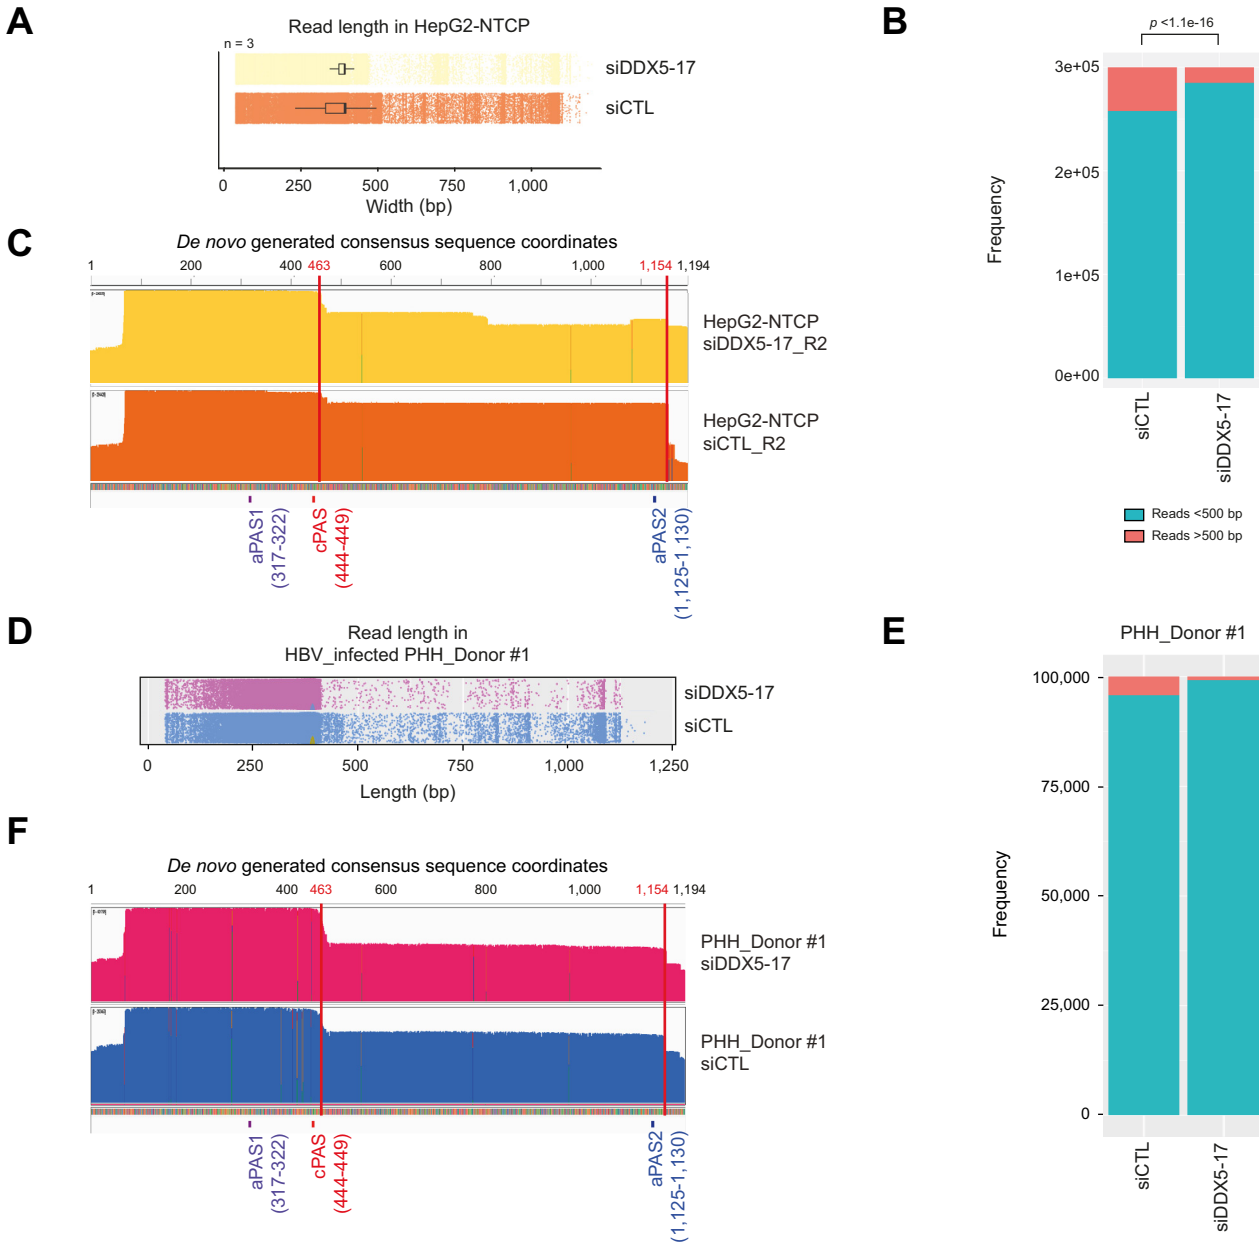 A
Read length in HepG2-NTCP
n = 3
siDDX5-17
siCTL
0 250 500 750 1,000
Width (bp)
B
p <1.1e-16
3e+05
2e+05
1e+05
0e+00
Frequency
siCTL
siDDX5-17
Reads <500 bp
Reads >500 bp
C
De novo generated consensus sequence coordinates
1 200 400 463 600 800 1,000 1,154 1,194
HepG2-NTCP
siDDX5-17_R2
HepG2-NTCP
siCTL_R2
aPAS1
(317-322)
cPAS
(444-449)
aPAS2
(1,125-1,130)
D
Read length in
HBV_infected PHH_Donor #1
siDDX5-17
siCTL
0 250 500 750 1,000 1,250
Length (bp)
E
PHH_Donor #1
100,000
75,000
50,000
25,000
0
Frequency
siCTL
siDDX5-17
F
De novo generated consensus sequence coordinates
1 200 400 463 600 800 1,000 1,154 1,194
PHH_Donor #1
siDDX5-17
PHH_Donor #1
siCTL
aPAS1
(317-322)
cPAS
(444-449)
aPAS2
(1,125-1,130)